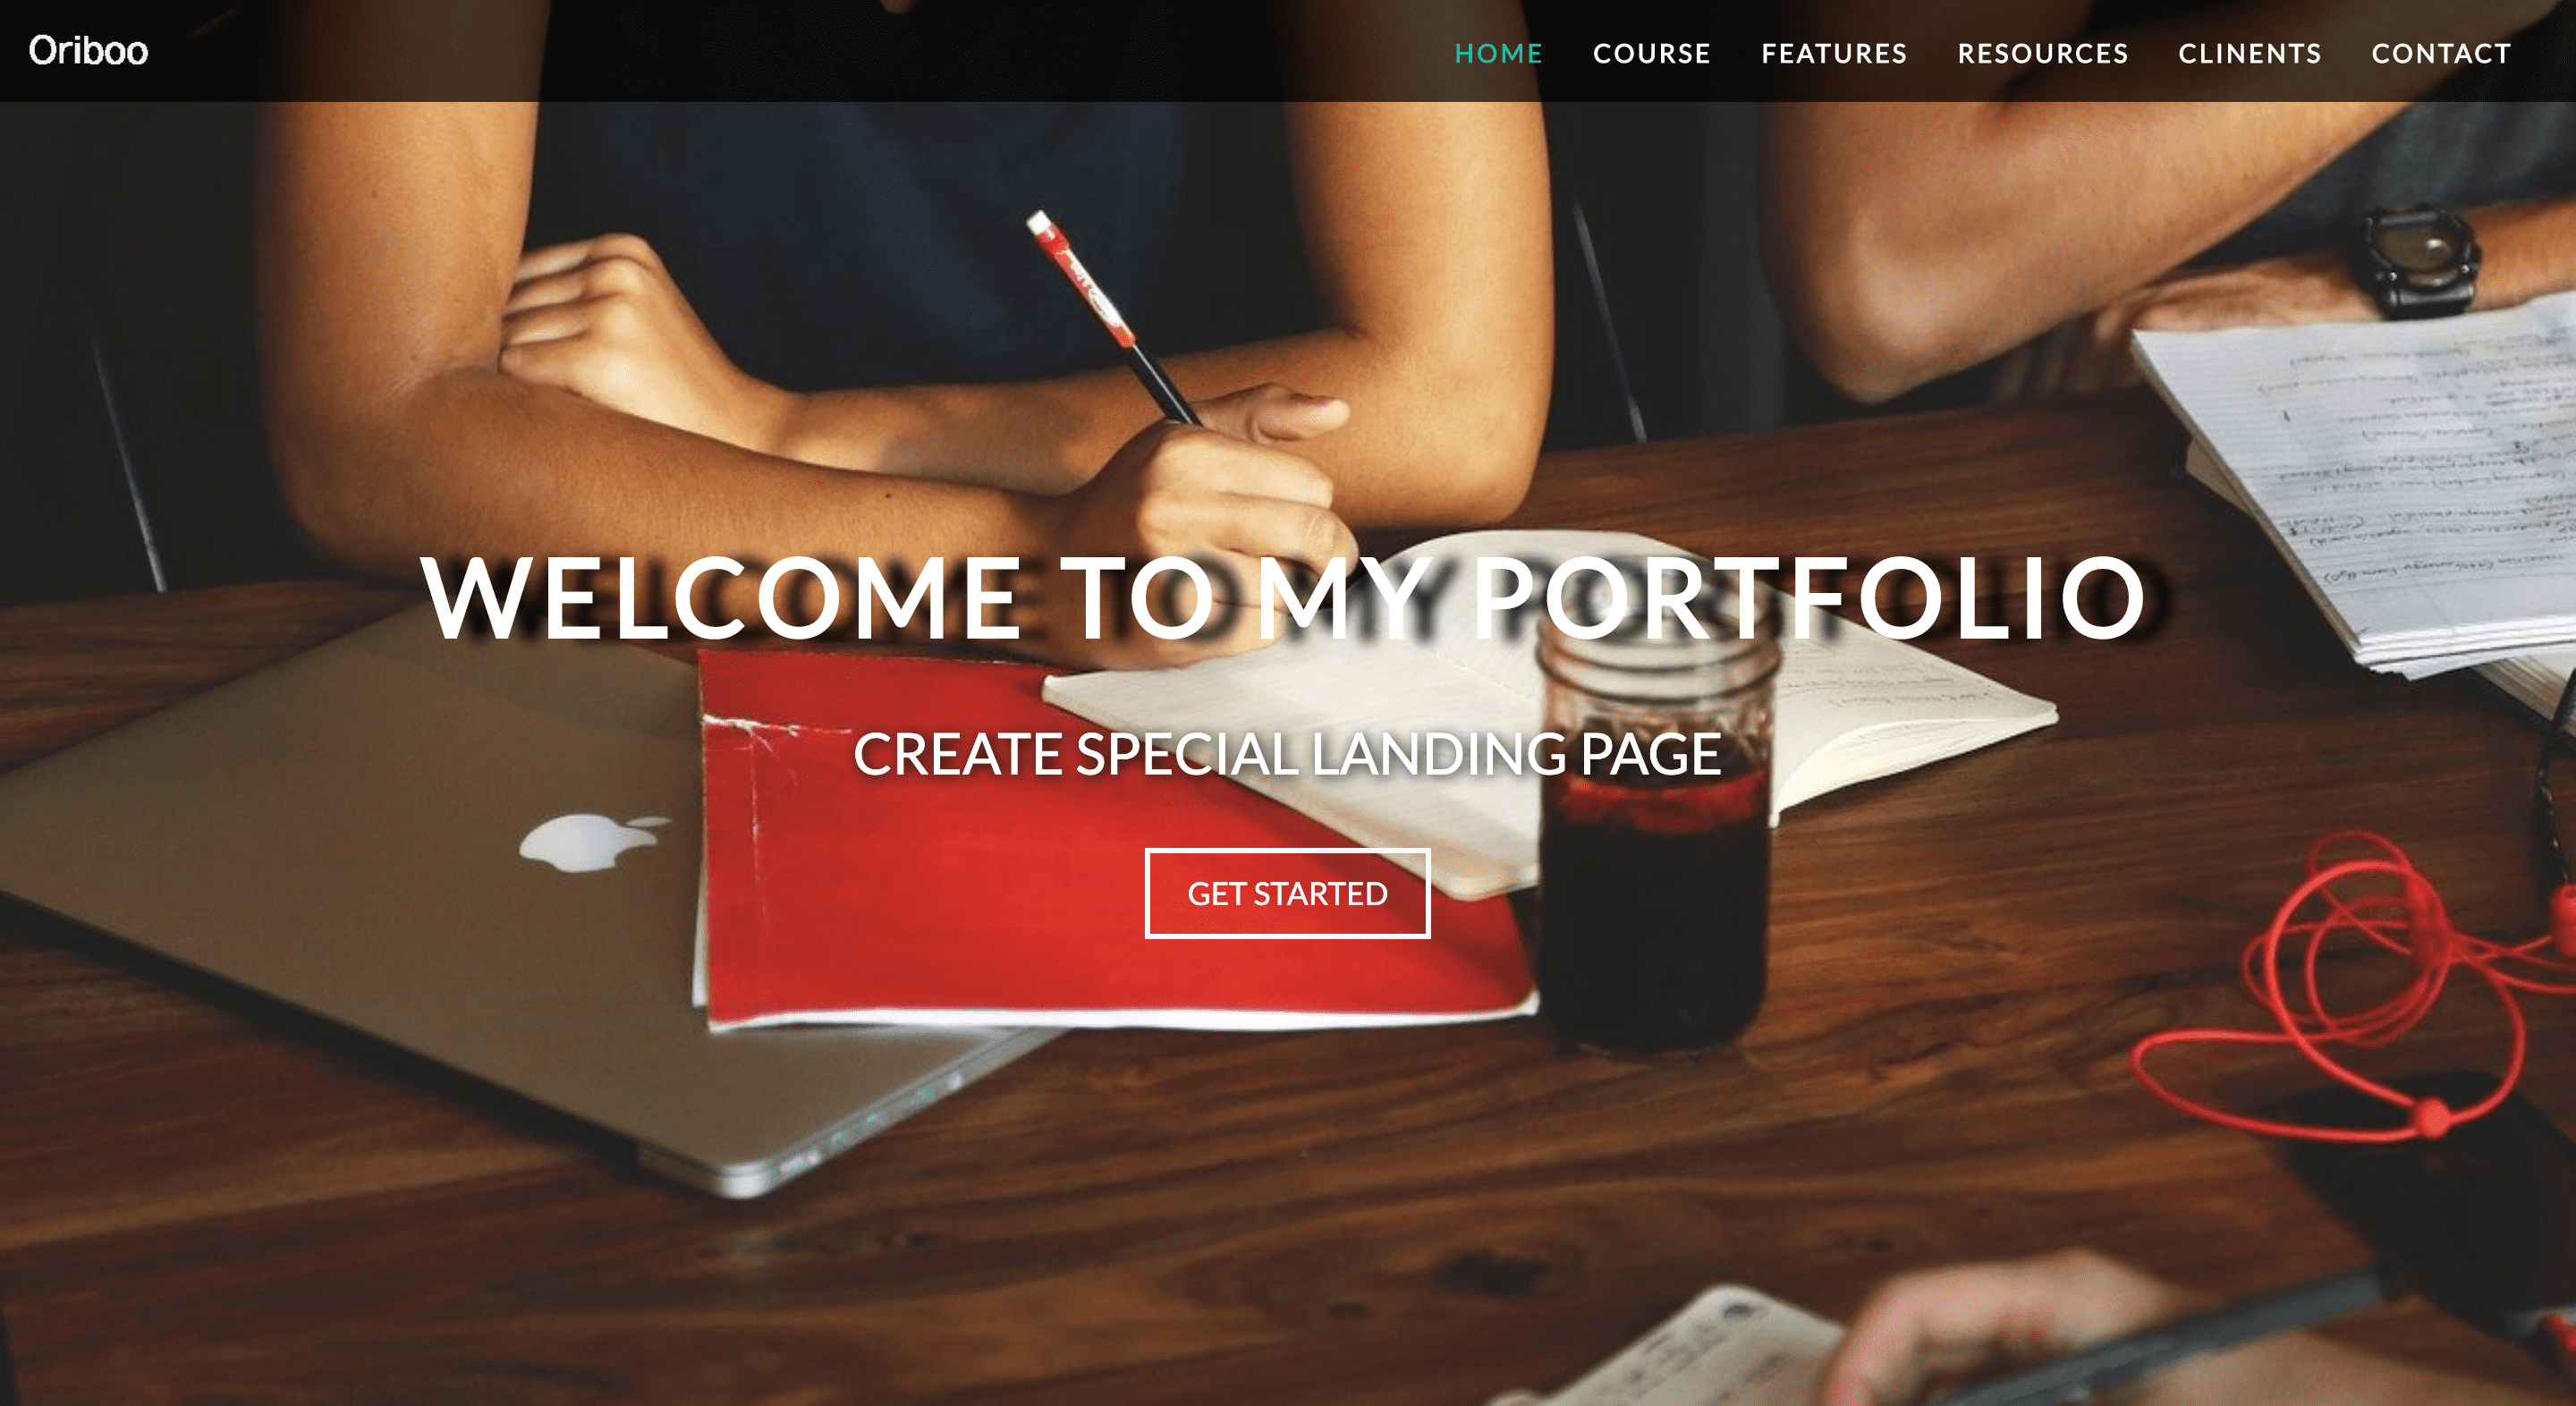 Oriboo
HOME COURSE FEATURES RESOURCES CLINENTS CONTACT
WELCOME TO MY PORTFOLIO
CREATE SPECIAL LANDING PAGE
GET STARTED